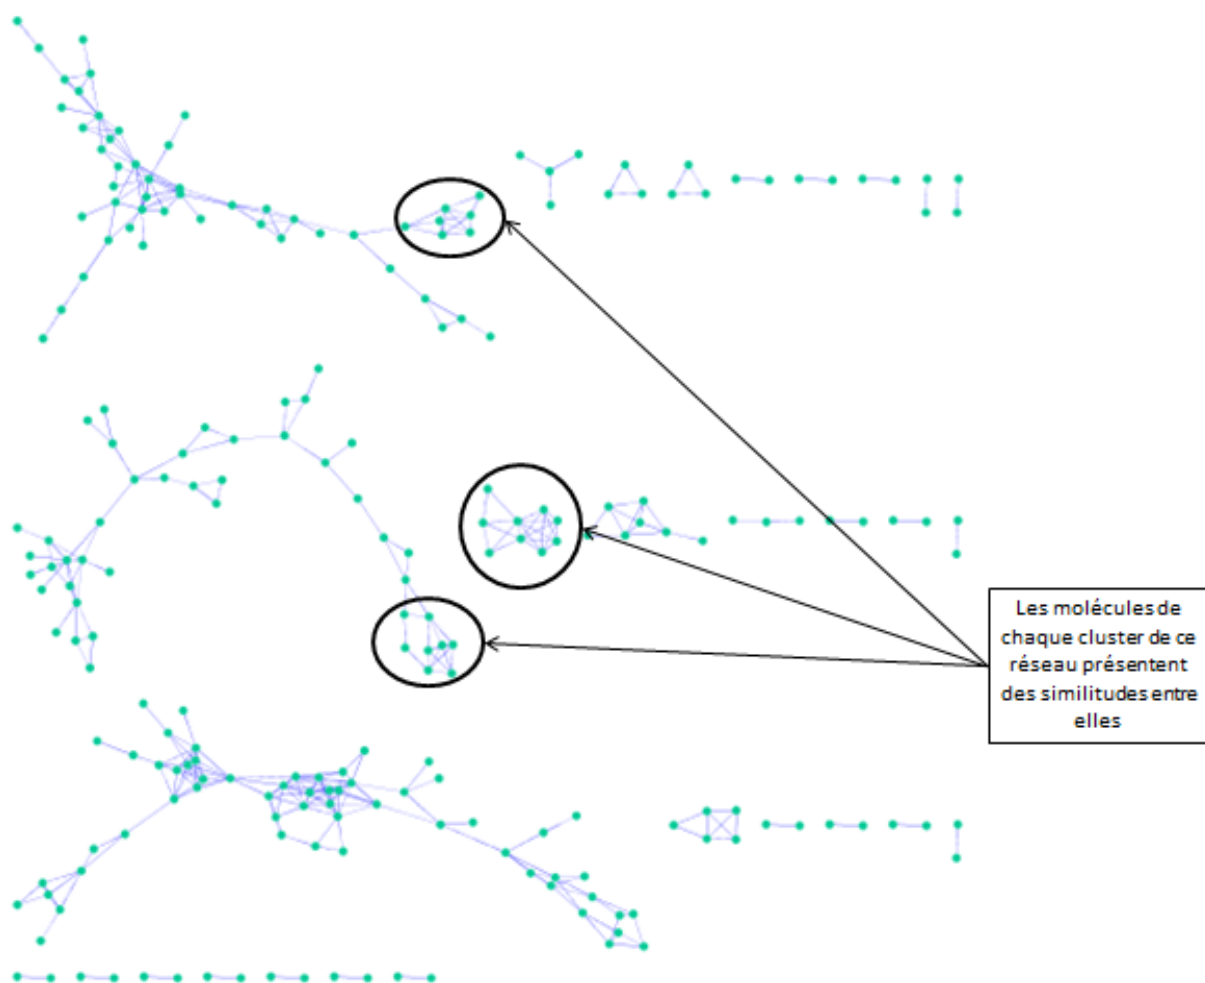 Les molécules de
chaque cluster de ce
réseau présentent
des similitudes entre
elles